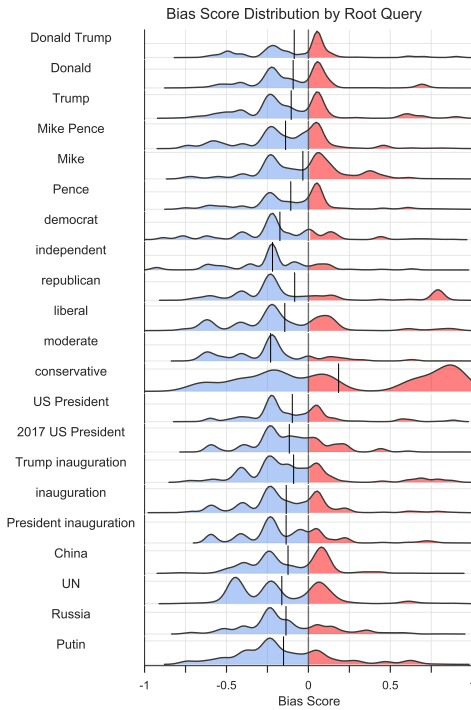 Bias Score Distribution by Root Query
Donald Trump
Donald
Trump
Mike Pence
Mike
Pence
democrat
independent
republican
liberal
moderate
conservative
US President
2017 US President
Trump inauguration
inauguration
President inauguration
China
UN
Russia
Putin
-1 -0.5 0 0.5
Bias Score